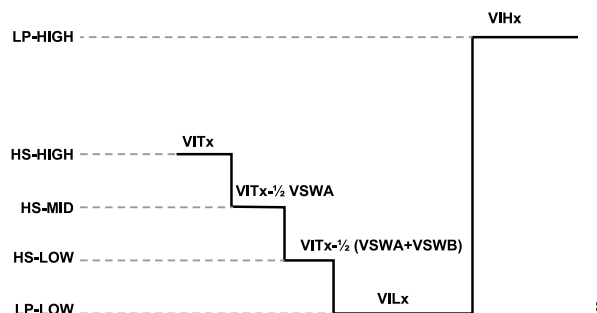 VIHx
LP-HIGH
VITx
HS-HIGH
VITx-½ VSWA
HS-MID
VITx-½ (VSWA+VSWB)
HS-LOW
VILx
LP-LOW